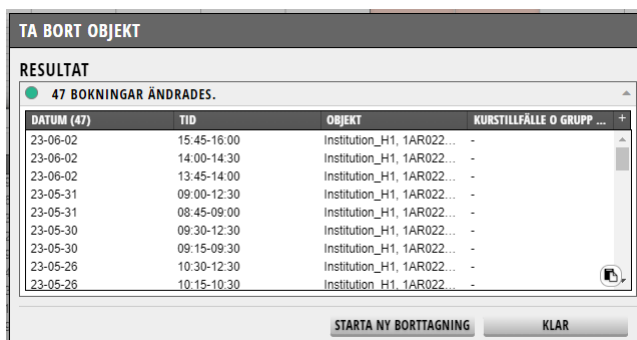 TA BORT OBJEKT
RESULTAT
47 BOKNINGAR ÄNDRADES.
DATUM (47) TID OBJEKT KURSTILLFÄLLE O GRUPP ... +
23-06-02 15:45-16:00 Institution_H1, 1AR022... -
23-06-02 14:00-14:30 Institution_H1, 1AR022... -
23-06-02 13:45-14:00 Institution_H1, 1AR022... -
23-05-31 09:00-12:30 Institution_H1, 1AR022... -
23-05-31 08:45-09:00 Institution_H1, 1AR022... -
23-05-30 09:30-12:30 Institution_H1, 1AR022... -
23-05-30 09:15-09:30 Institution_H1, 1AR022... -
23-05-26 10:30-12:30 Institution_H1, 1AR022... -
23-05-26 10:15-10:30 Institution_H1, 1AR022... -
STARTA NY BORTTAGNING KLAR